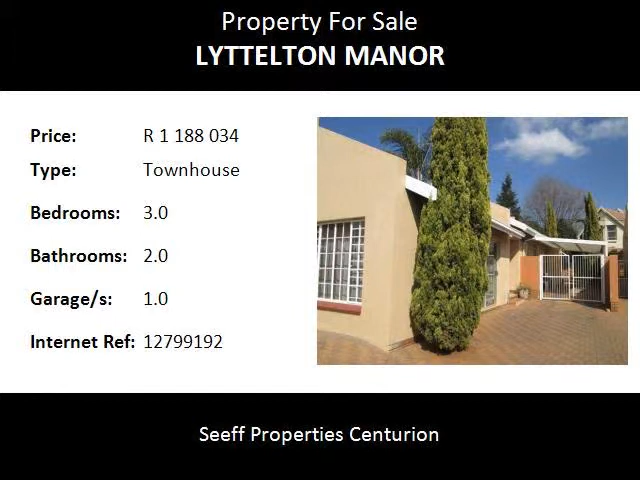 Property For Sale
LYTTELTON MANOR
Price: R 1 188 034
Type: Townhouse
Bedrooms: 3.0
Bathrooms: 2.0
Garage/s: 1.0
Internet Ref: 12799192
Seeff Properties Centurion